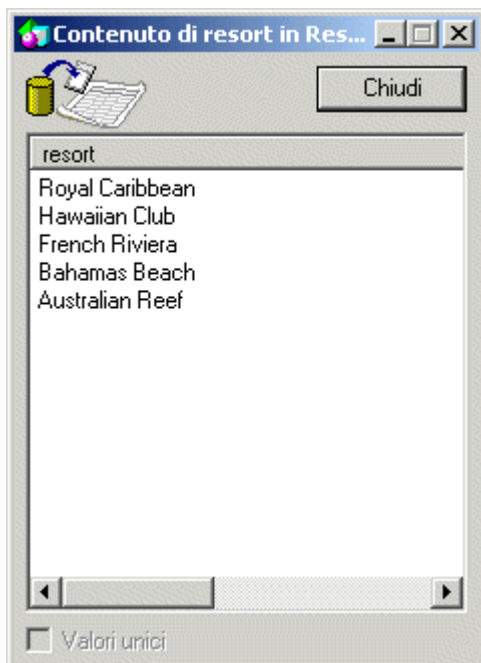 Contenuto di resort in Res...
Chiudi
resort
Royal Caribbean
Hawaiian Club
French Riviera
Bahamas Beach
Australian Reef
Valori unici